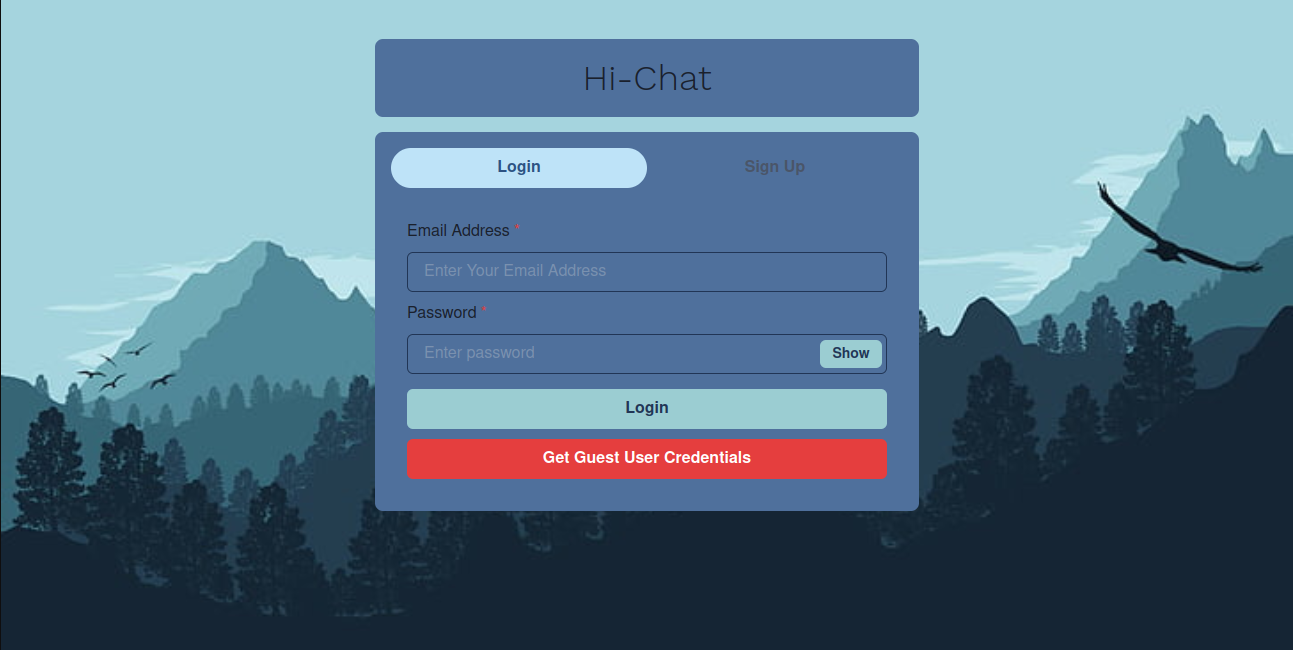 Hi-Chat
Login Sign Up
Email Address *
Enter Your Email Address
Password *
Enter password Show
Login
Get Guest User Credentials